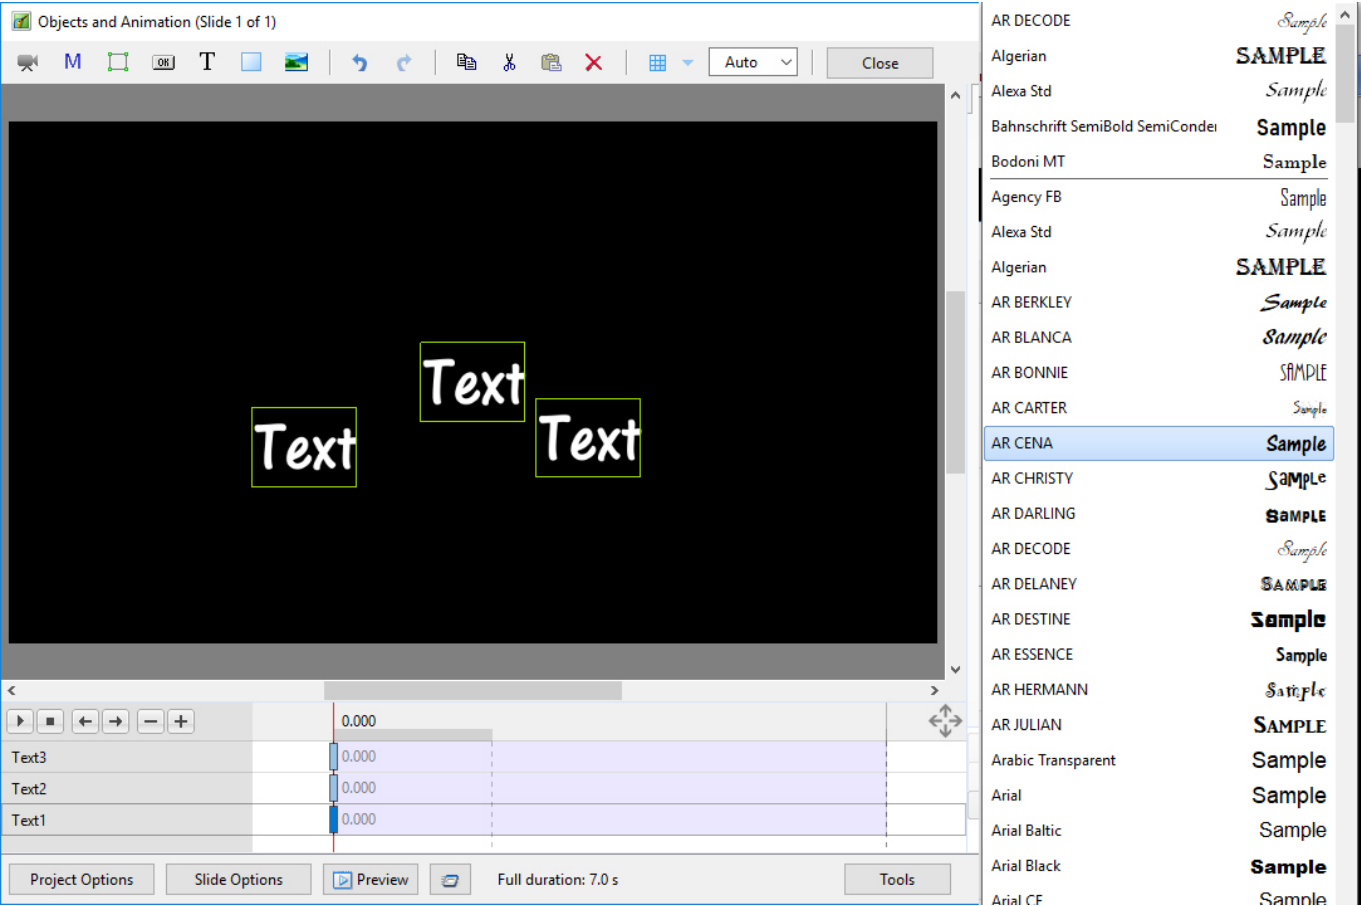 Objects and Animation (Slide 1 of 1)
M
OK
T
Auto
Close
Text
Text
Text
0.000
Text3
0.000
Text2
0.000
Text1
0.000
Project Options
Slide Options
Preview
Full duration: 7.0 s
Tools
AR DECODE Sample
Algerian SAMPLE
Alexa Std Sample
Bahnschrift SemiBold SemiConder Sample
Bodoni MT Sample
Agency FB Sample
Alexa Std Sample
Algerian SAMPLE
AR BERKLEY Sample
AR BLANCA Sample
AR BONNIE SAMPLE
AR CARTER Sample
AR CENA Sample
AR CHRISTY SaMPLe
AR DARLING SAMPLE
AR DECODE Sample
AR DELANEY SAMPLE
AR DESTINE Sample
AR ESSENCE Sample
AR HERMANN Sample
AR JULIAN SAMPLE
Arabic Transparent Sample
Arial Sample
Arial Baltic Sample
Arial Black Sample
Arial CE Sample